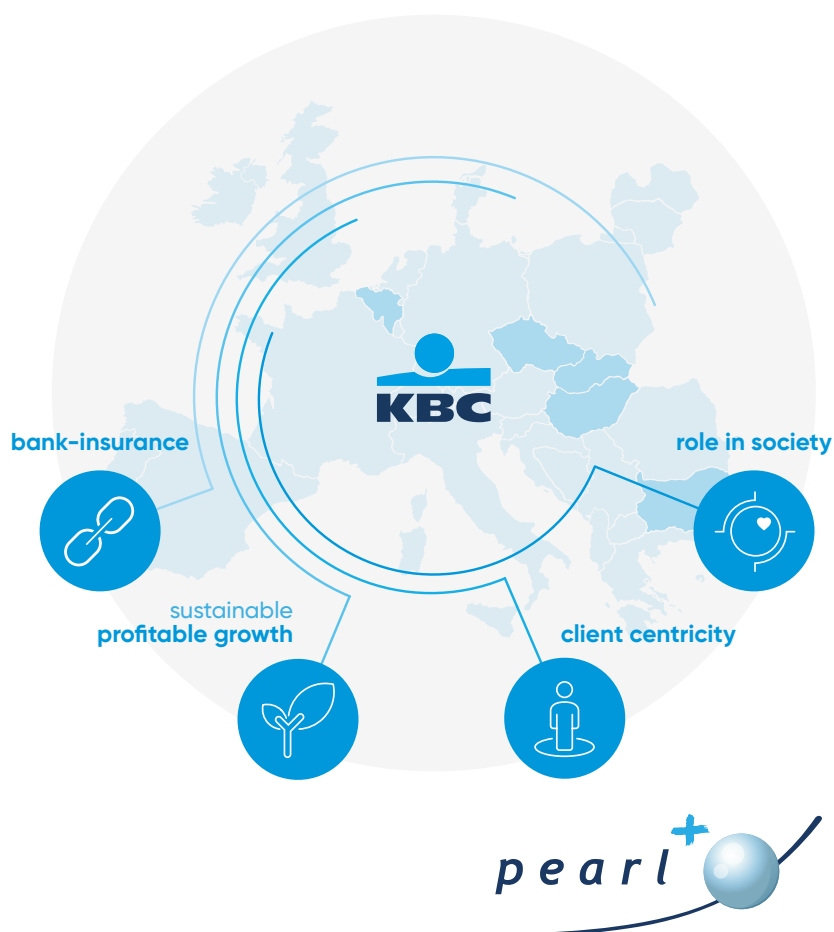 KBC
bank-insurance
role in society
sustainable
profitable growth
client centricity
pearl+